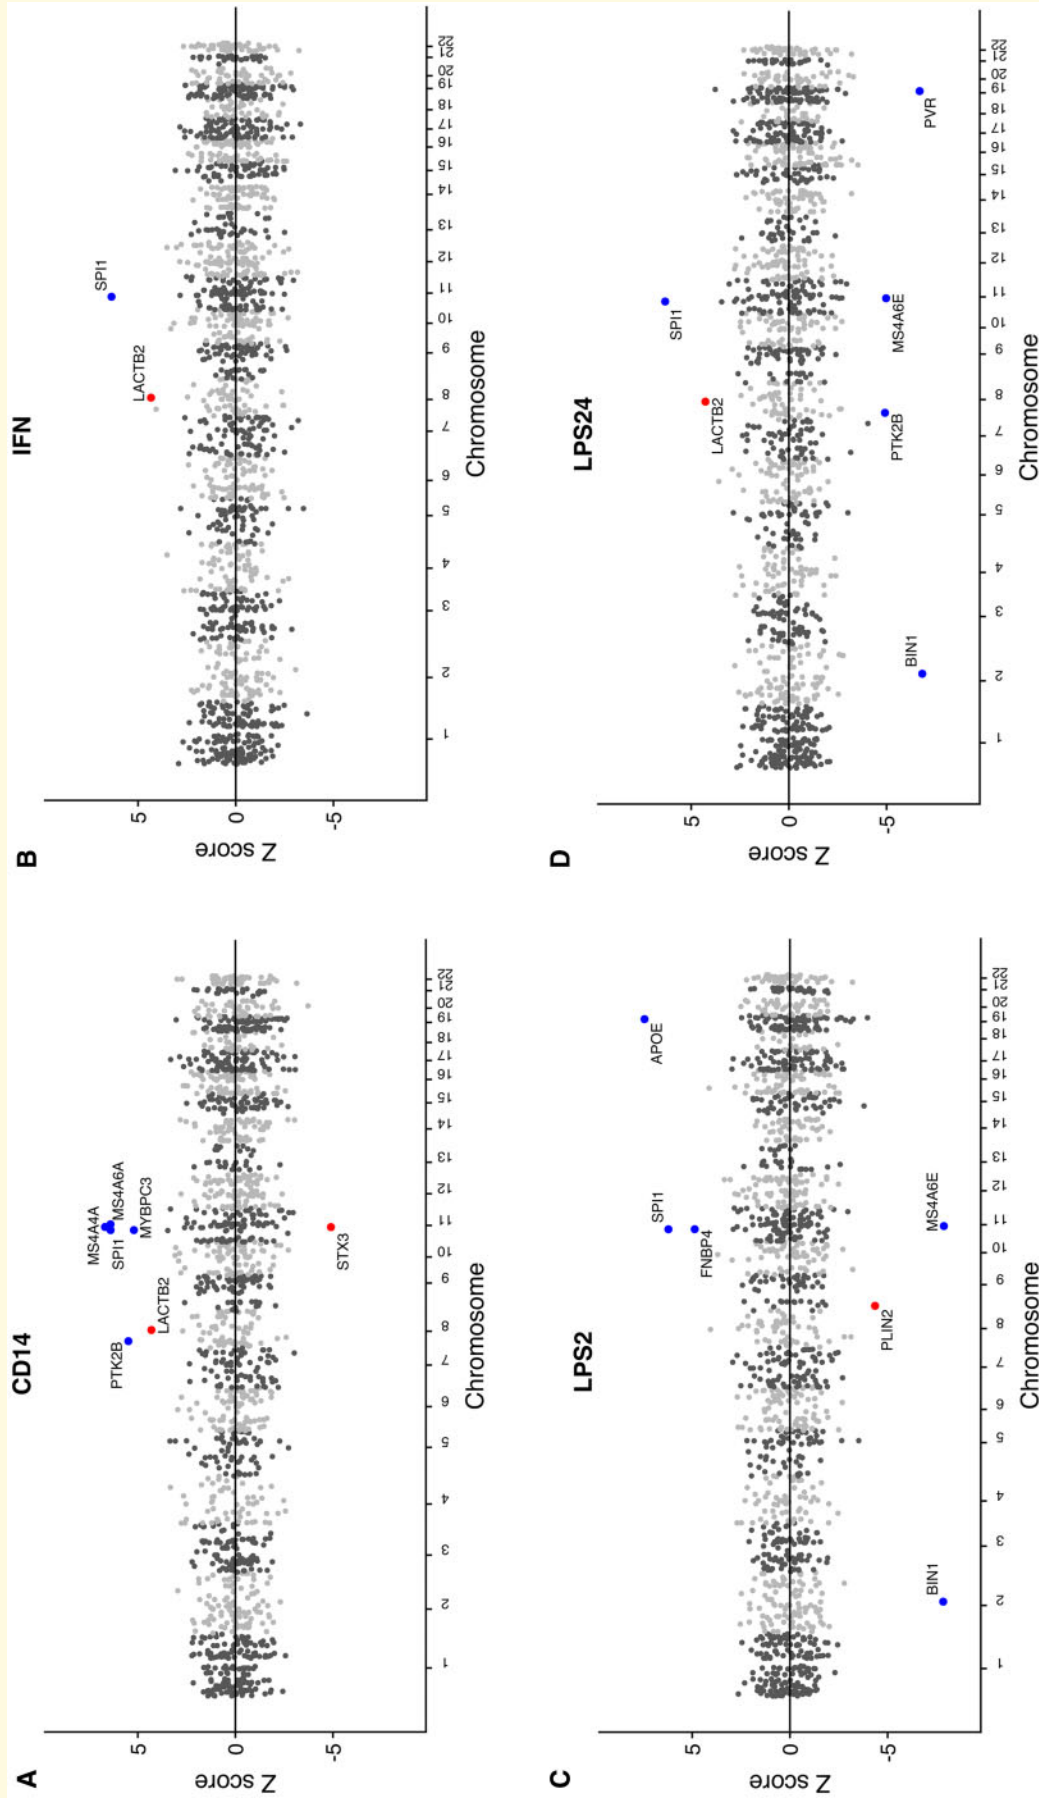 A
CD14
Z score
5
0
-5
MS4A4A
MS4A6A
SPI1
MYBPC3
PTK2B
LACTB2
STX3
1 2 3 4 5 6 7 8 9 10 11 12 13 14 15 16 17 18 19 20 21 22
Chromosome
B
IFN
Z score
5
0
-5
SPI1
LACTB2
1 2 3 4 5 6 7 8 9 10 11 12 13 14 15 16 17 18 19 20 21 22
Chromosome
C
LPS2
Z score
5
0
-5
APOE
SPI1
FNBP4
PLIN2
MS4A6E
BIN1
1 2 3 4 5 6 7 8 9 10 11 12 13 14 15 16 17 18 19 20 21 22
Chromosome
D
LPS24
Z score
5
0
-5
SPI1
LACTB2
PTK2B
MS4A6E
BIN1
PVR
1 2 3 4 5 6 7 8 9 10 11 12 13 14 15 16 17 18 19 20 21 22
Chromosome